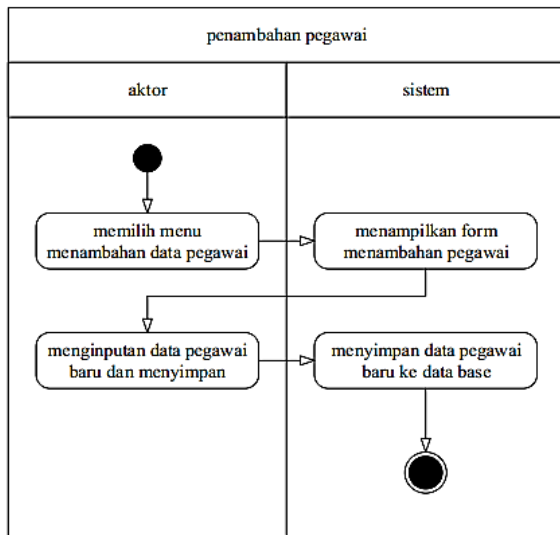 penambahan pegawai
aktor
sistem
memilih menu
menambahan data pegawai
menampilkan form
menambahan pegawai
menginputan data pegawai
baru dan menyimpan
menyimpan data pegawai
baru ke data base